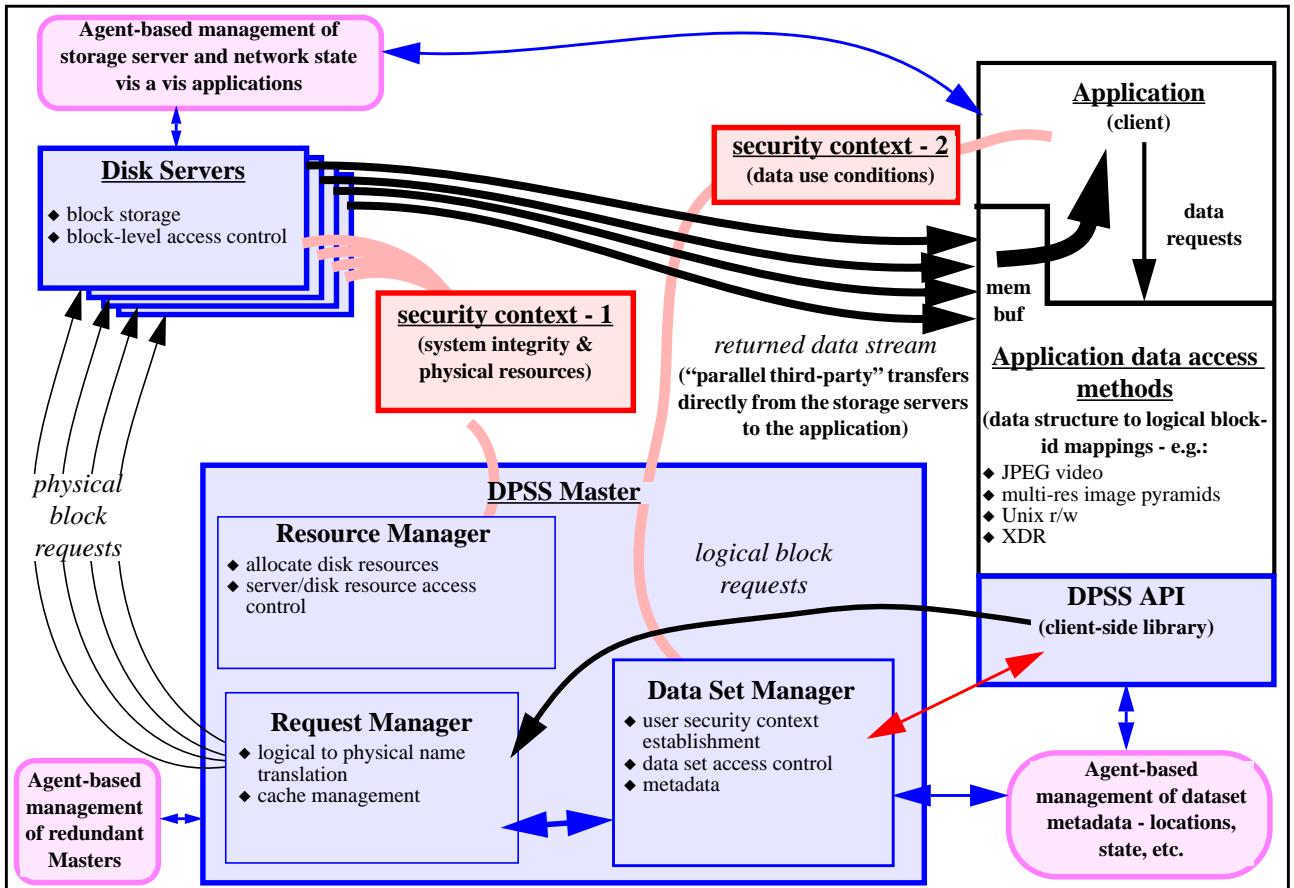 Agent-based management of
storage server and network state
vis a vis applications
Disk Servers
◆ block storage
◆ block-level access control
security context - 1
(system integrity &
physical resources)
security context - 2
(data use conditions)
Application
(client)
data
requests
mem
buf
returned data stream
(“parallel third-party” transfers
directly from the storage servers
to the application)
Application data access
methods
(data structure to logical block-
id mappings - e.g.:
◆ JPEG video
◆ multi-res image pyramids
◆ Unix r/w
◆ XDR
DPSS API
(client-side library)
physical
block
requests
DPSS Master
Resource Manager
◆ allocate disk resources
◆ server/disk resource access
control
logical block
requests
Request Manager
◆ logical to physical name
translation
◆ cache management
Data Set Manager
◆ user security context
establishment
◆ data set access control
◆ metadata
Agent-based
management
of redundant
Masters
Agent-based
management of dataset
metadata - locations,
state, etc.